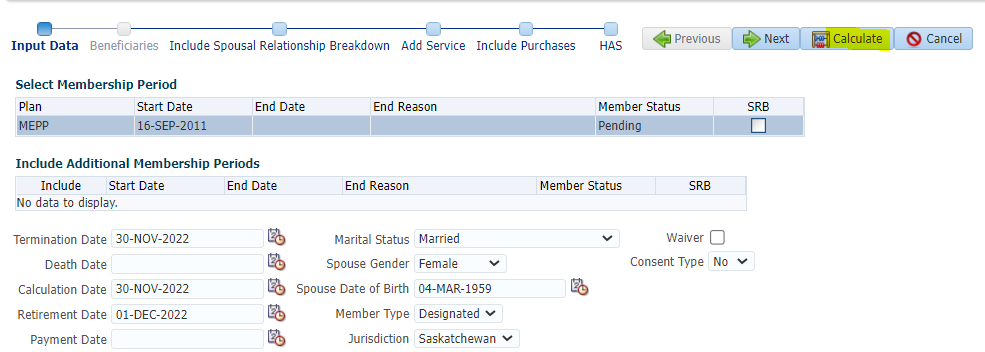 Input Data Beneficiaries Include Spousal Relationship Breakdown Add Service Include Purchases HAS Previous Next Calculate Cancel
Select Membership Period
Plan Start Date End Date End Reason Member Status SRB
MEPP 16-SEP-2011 Pending
Include Additional Membership Periods
Include Start Date End Date End Reason Member Status SRB
No data to display.
Termination Date 30-NOV-2022 Marital Status Married Waiver
Death Date Spouse Gender Female Consent Type No
Calculation Date 30-NOV-2022 Spouse Date of Birth 04-MAR-1959
Retirement Date 01-DEC-2022 Member Type Designated
Payment Date Jurisdiction Saskatchewan